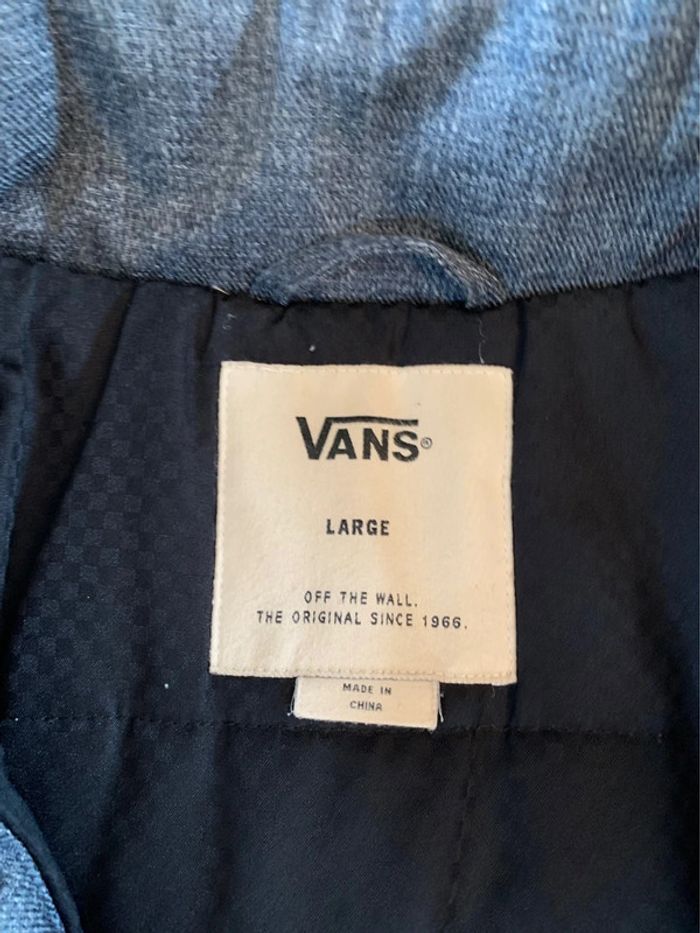 VANS®
LARGE
OFF THE WALL.
THE ORIGINAL SINCE 1966.
MADE IN
CHINA